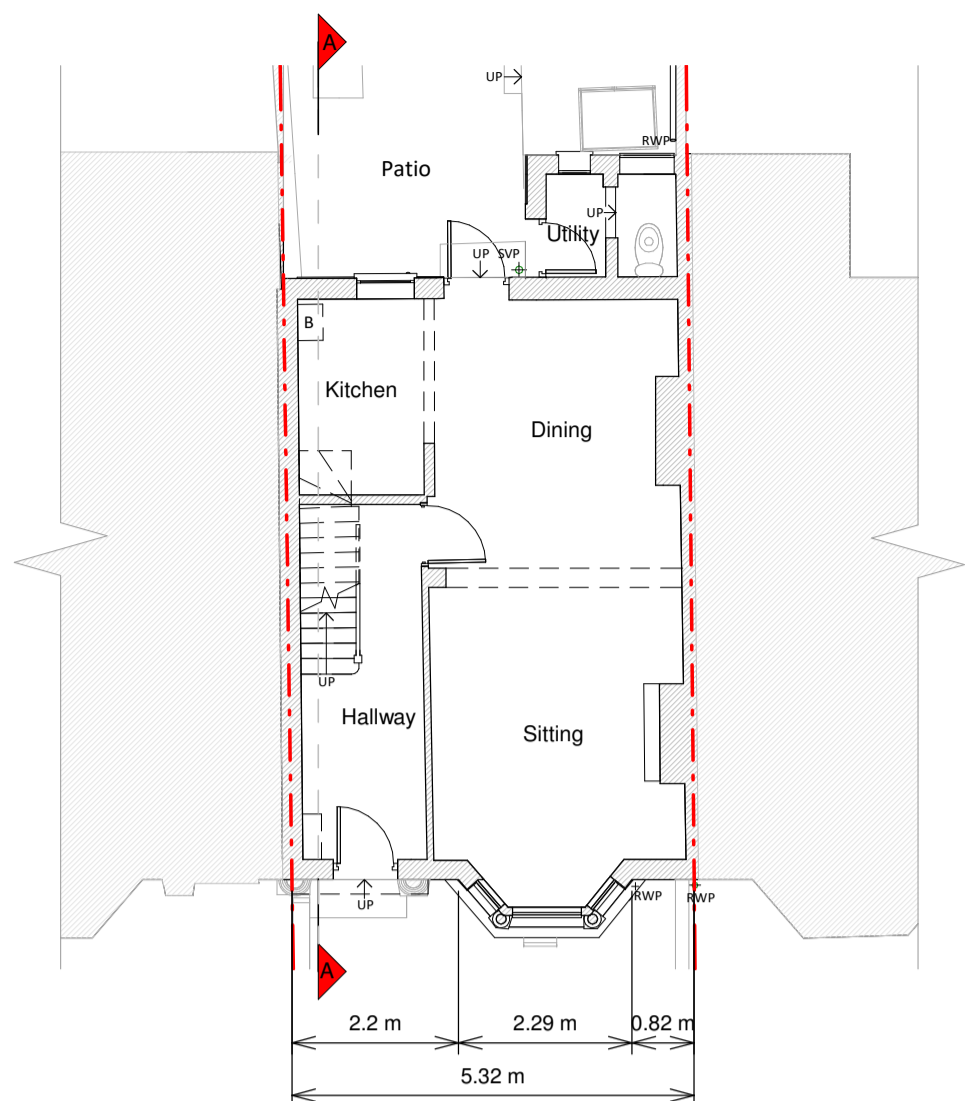 A
UP
RWP
Patio
UP
Utility
UP
SVP
B
Kitchen
Dining
UP
Hallway
Sitting
UP
RWP
RWP
A
2.2 m
2.29 m
0.82 m
5.32 m